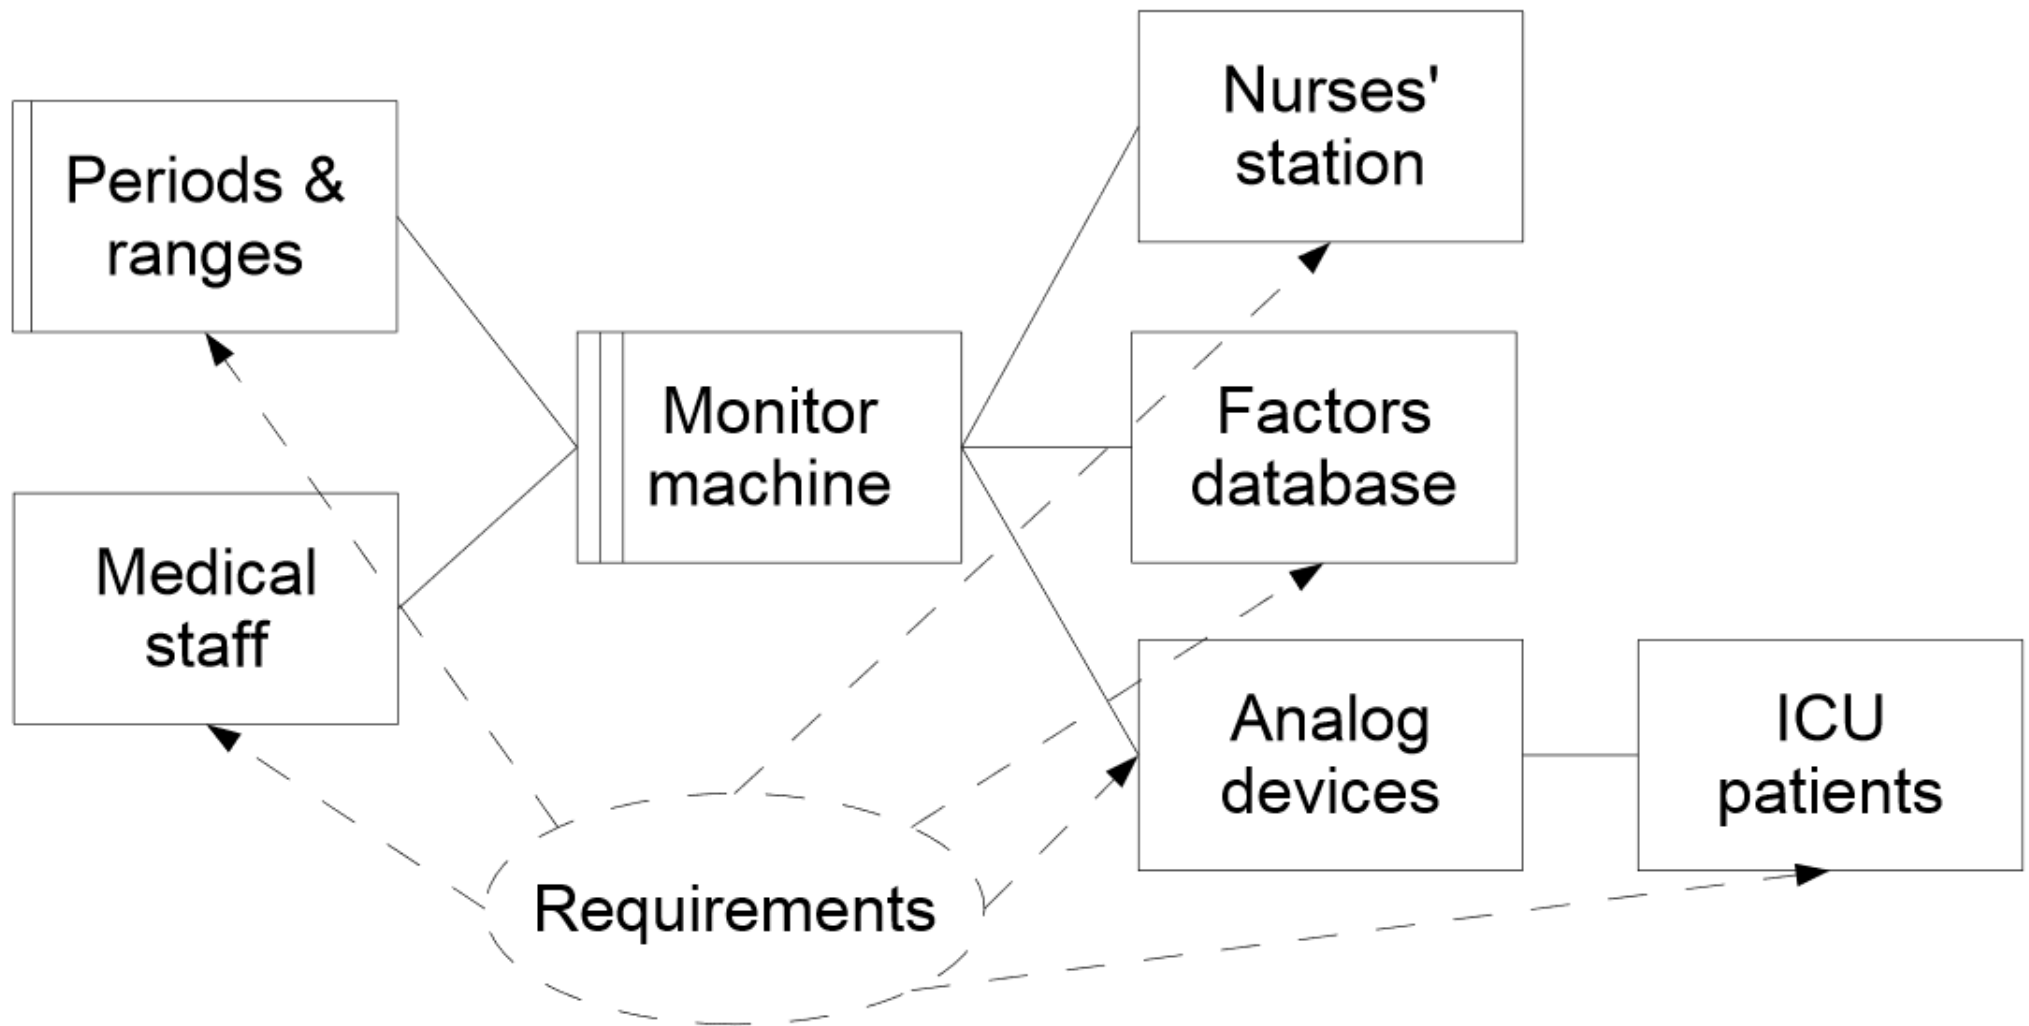 Periods &
ranges
Medical
staff
Monitor
machine
Nurses'
station
Factors
database
Analog
devices
ICU
patients
Requirements